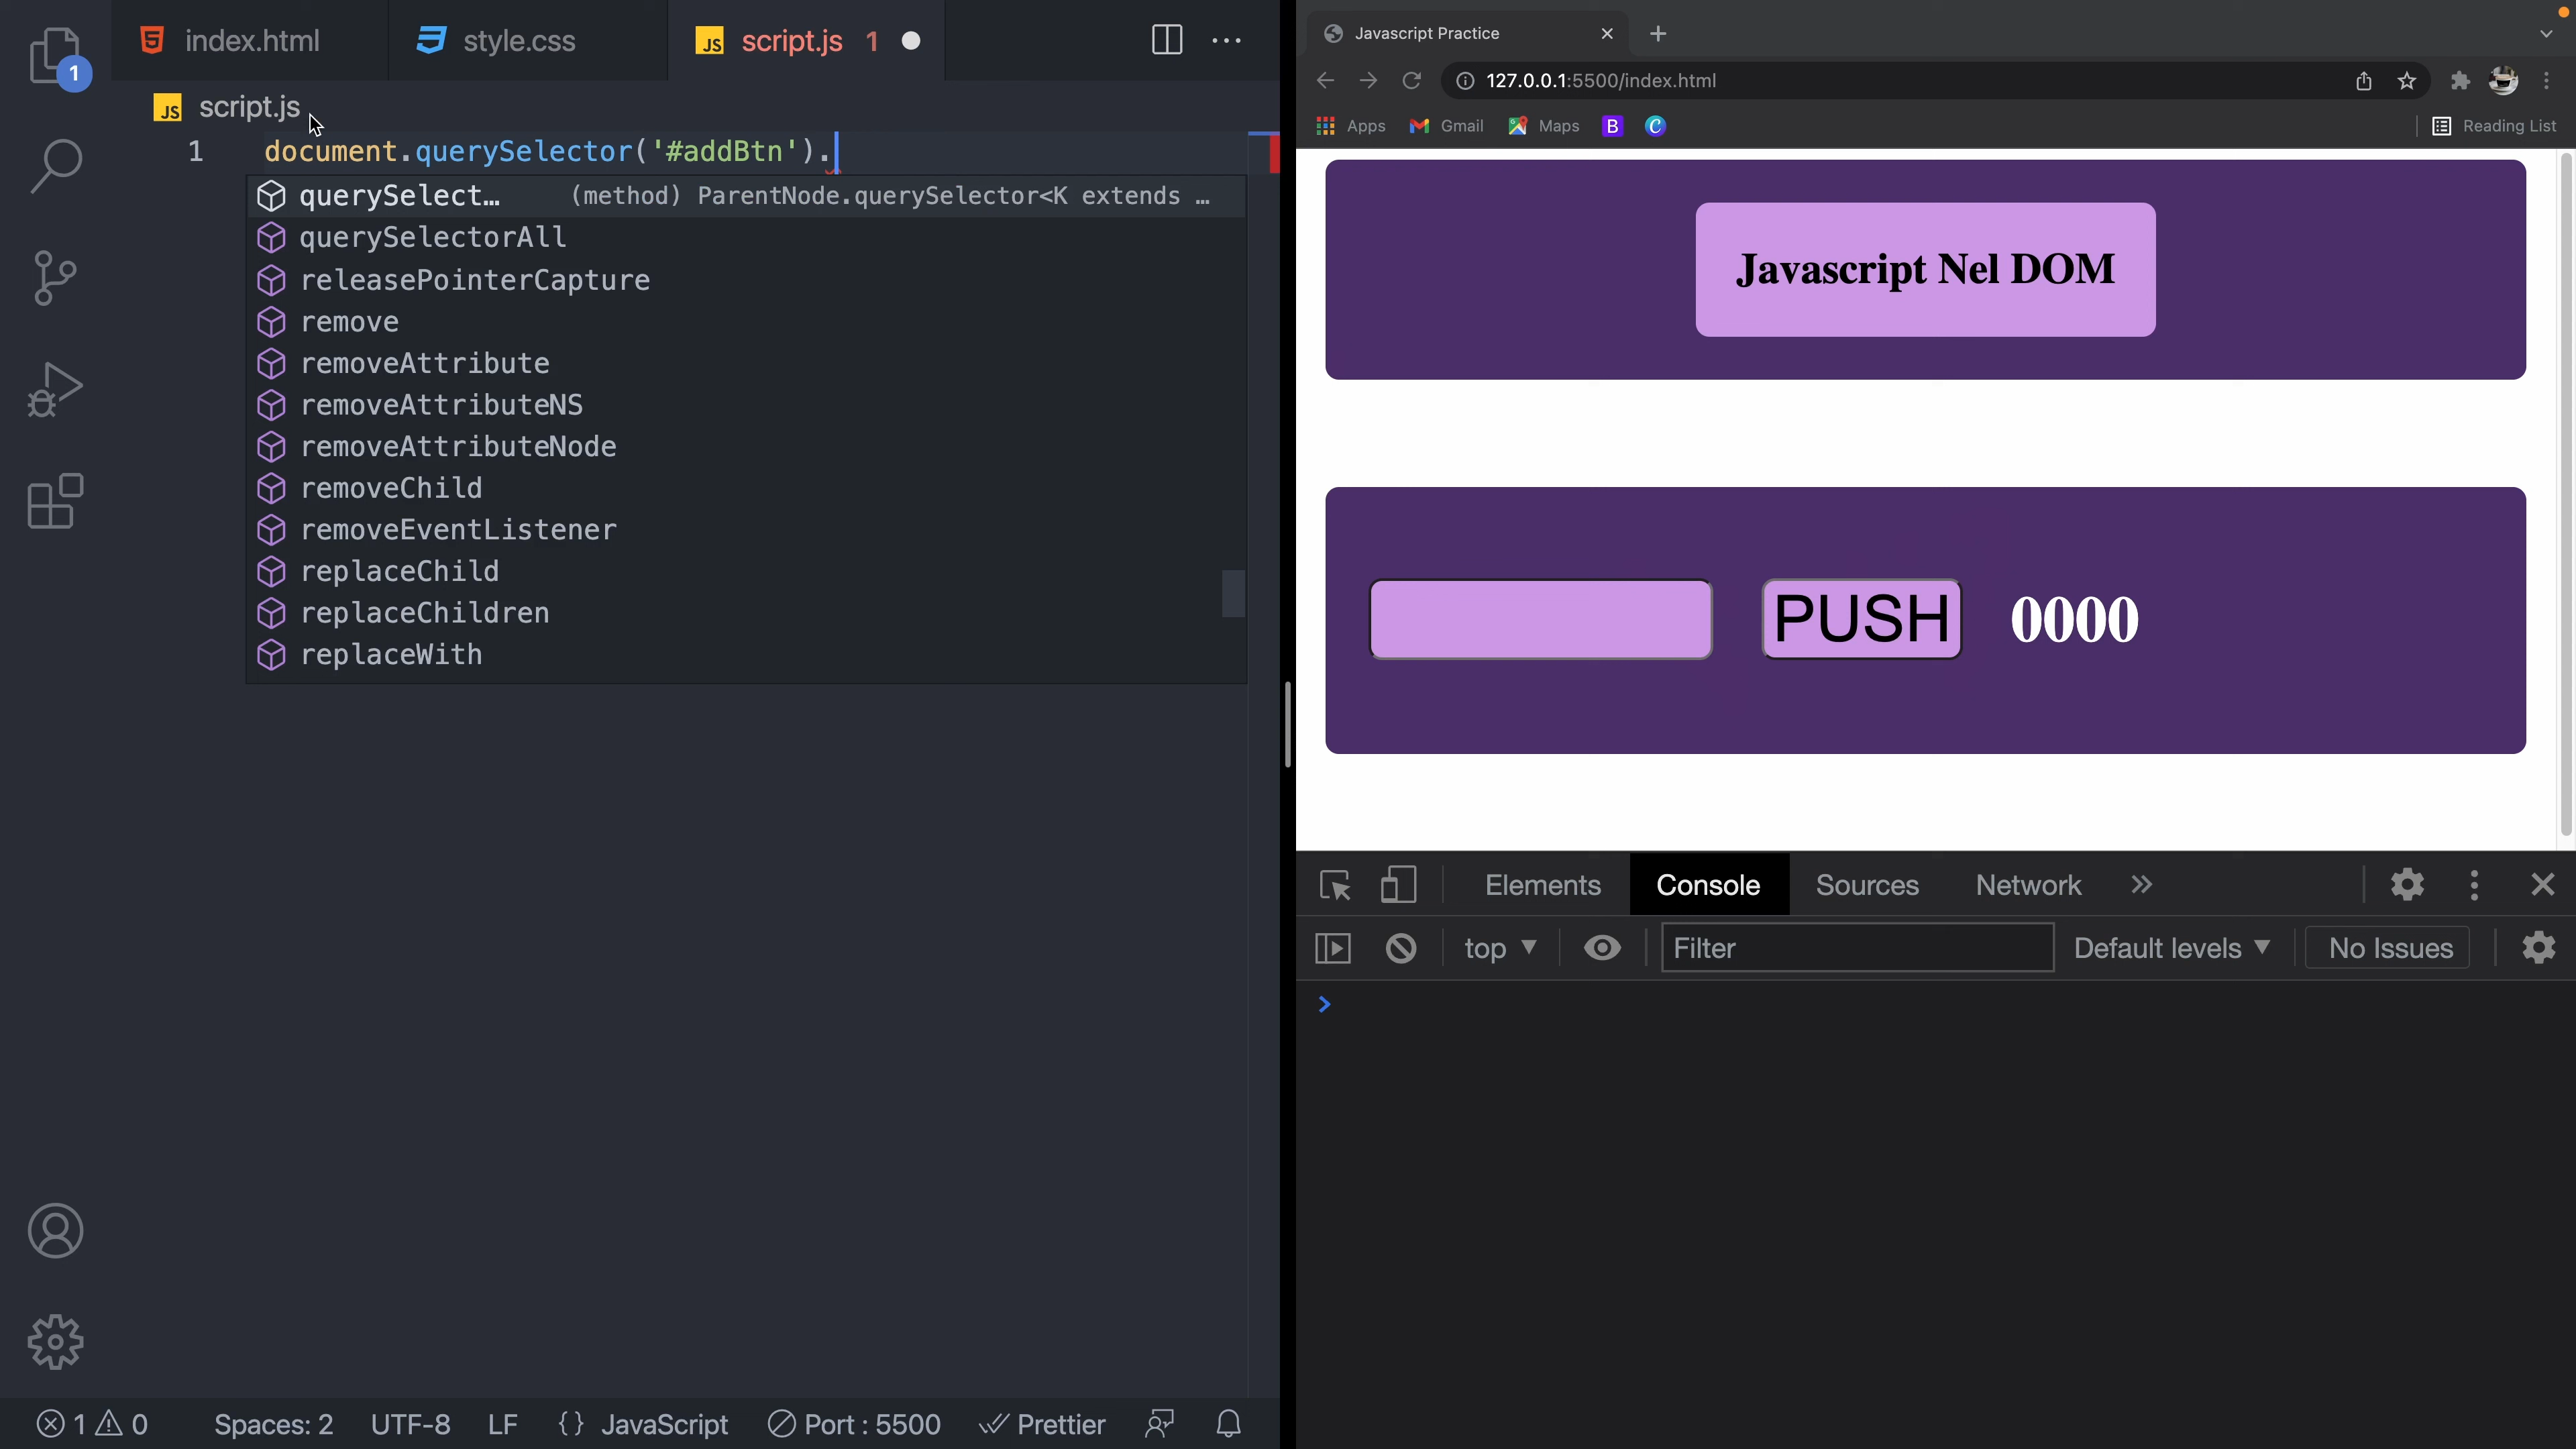 index.html
style.css
JS script.js 1
1
JS script.js
1 document.querySelector('#addBtn').
querySelect… (method) ParentNode.querySelector<K extends …
querySelectorAll
releasePointerCapture
remove
removeAttribute
removeAttributeNS
removeAttributeNode
removeChild
removeEventListener
replaceChild
replaceChildren
replaceWith
1 0 Spaces: 2 UTF-8 LF {} JavaScript Port : 5500 Prettier
Javascript Practice
127.0.0.1:5500/index.html
Apps Gmail Maps B C Reading List
Javascript Nel DOM
PUSH 0000
Elements Console Sources Network
top Filter Default levels No Issues